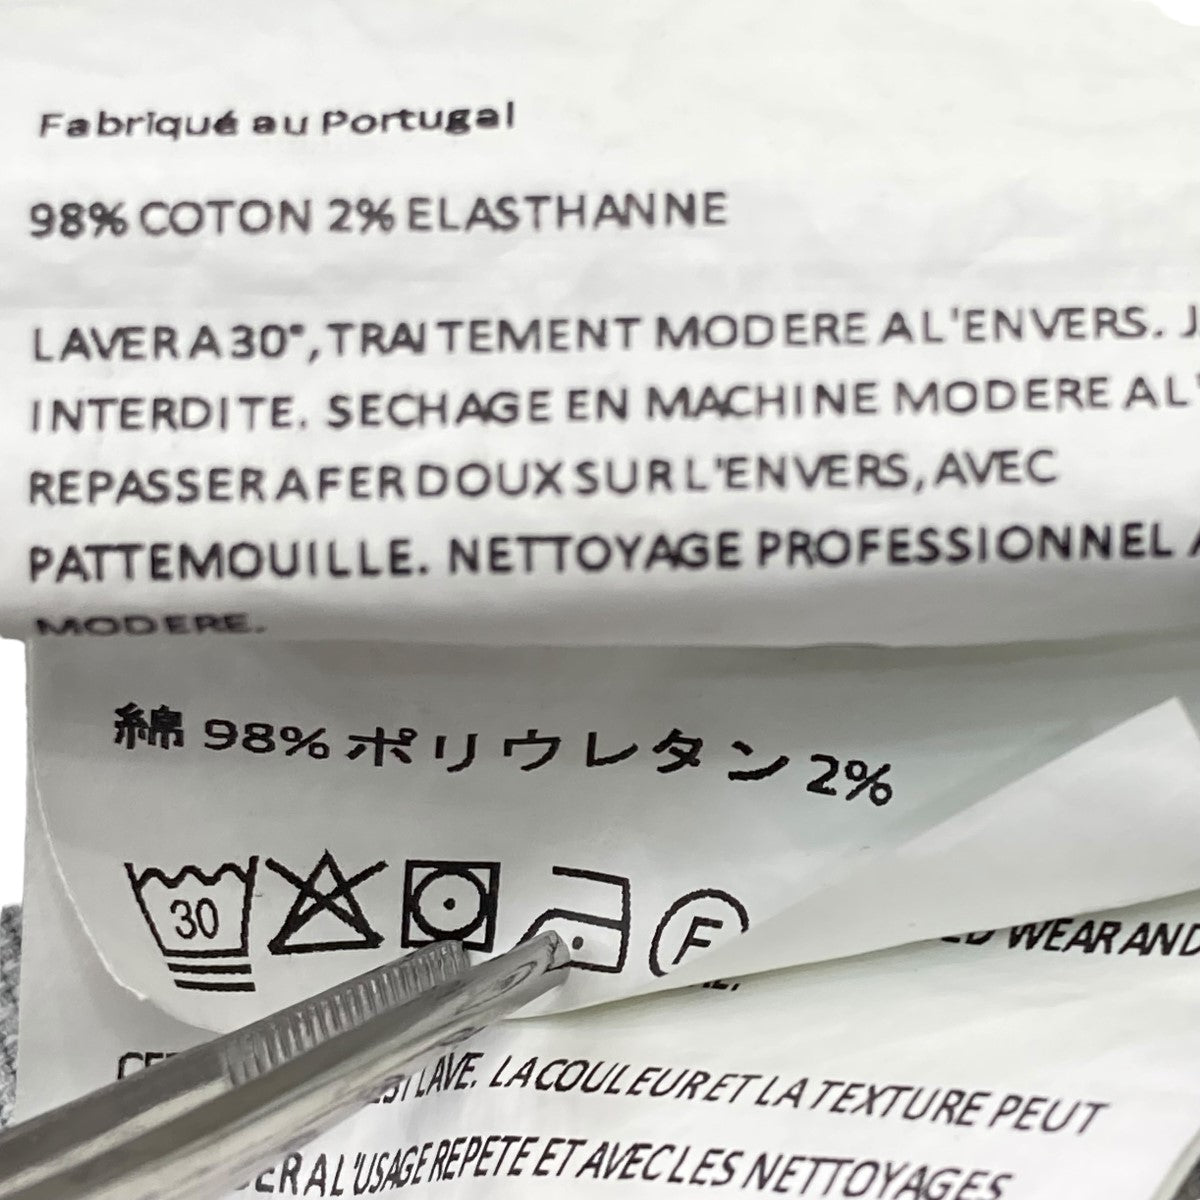 Fabriqué au Portugal
98% COTON 2% ELASTHANNE
LAVER A 30°, TRAITEMENT MODERE A L'ENVERS.
INTERDITE. SECHAGE EN MACHINE MODERE A L'
REPASSER A FER DOUX SUR L'ENVERS, AVEC
PATTEMOUILLE. NETTOYAGE PROFESSIONNEL A
MODERE.
綿 98% ポリウレタン 2%
30 F
WEAR AND
LAVE. LA COULEUR ET LA TEXTURE PEUT
A L'USAGE REPETE ET AVEC LES NETTOYAGES